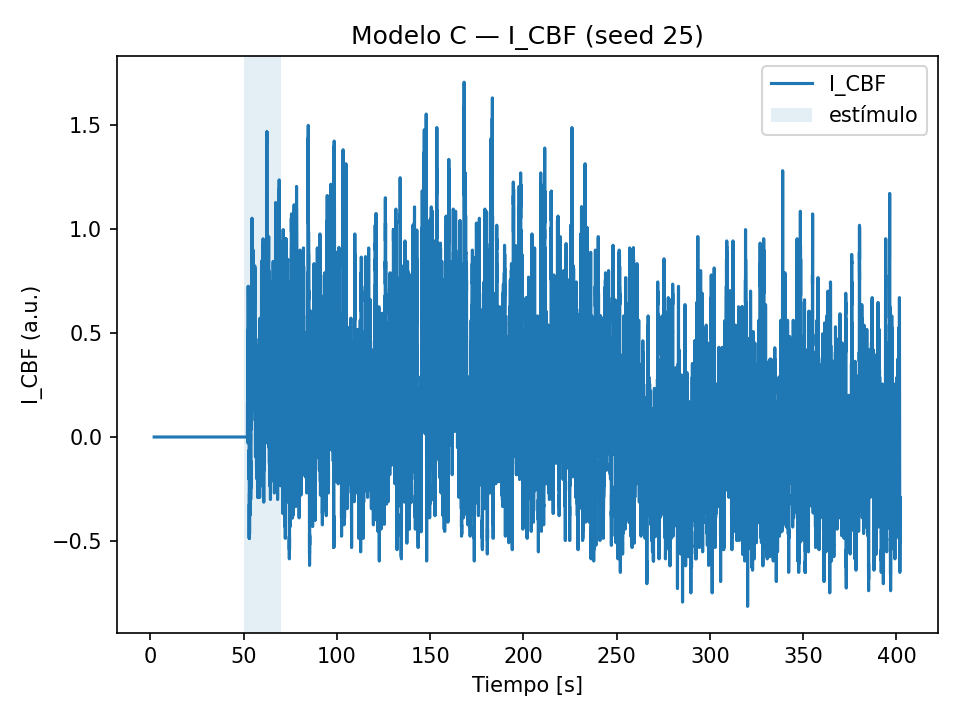 Modelo C — I_CBF (seed 25)
I_CBF
estímulo
I_CBF (a.u.)
1.5
1.0
0.5
0.0
−0.5
0 50 100 150 200 250 300 350 400
Tiempo [s]